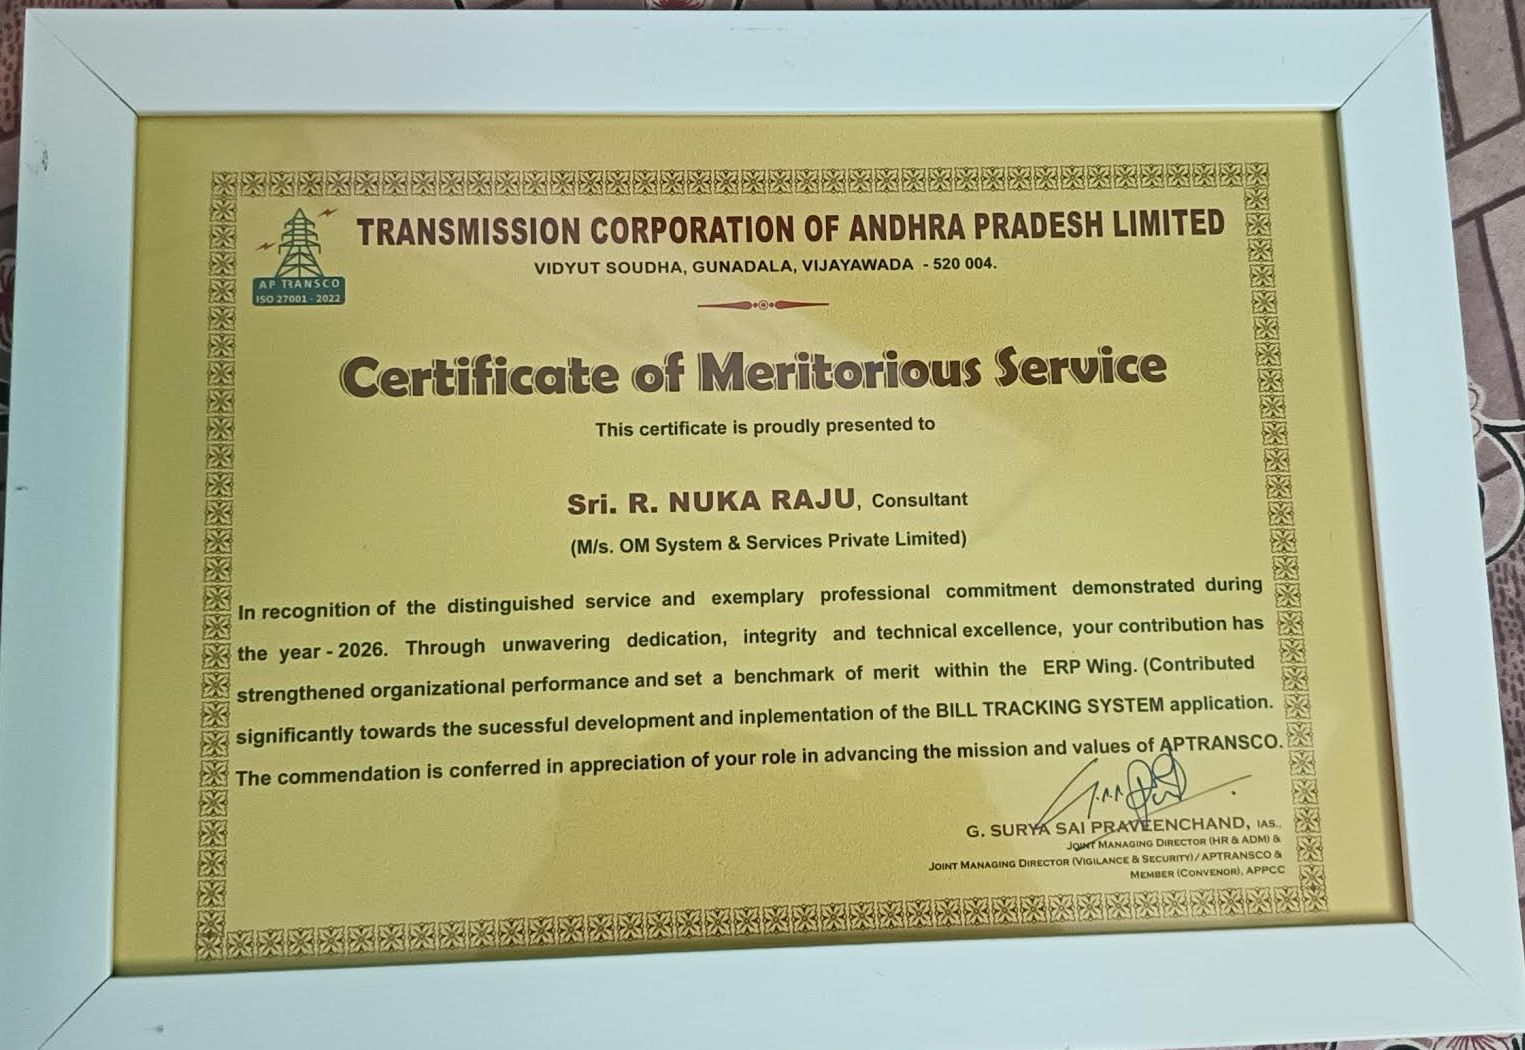 TRANSMISSION CORPORATION OF ANDHRA PRADESH LIMITED
VIDYUT SOUDHA, GUNADALA, VIJAYAWADA - 520 004.
AP TRANSCO
ISO 27001 - 2022
Certificate of Meritorious Service
This certificate is proudly presented to
Sri. R. NUKA RAJU, Consultant
(M/s. OM System & Services Private Limited)
In recognition of the distinguished service and exemplary professional commitment demonstrated during
the year - 2026. Through unwavering dedication, integrity and technical excellence, your contribution has
strengthened organizational performance and set a benchmark of merit within the ERP Wing. (Contributed
significantly towards the sucessful development and inplementation of the BILL TRACKING SYSTEM application.
The commendation is conferred in appreciation of your role in advancing the mission and values of APTRANSCO.
G. SURYA SAI PRAVEENCHAND, IAS.,
JOINT MANAGING DIRECTOR (HR & ADM) &
JOINT MANAGING DIRECTOR (VIGILANCE & SECURITY)/APTRANSCO &
MEMBER (CONVENOR), APPCC